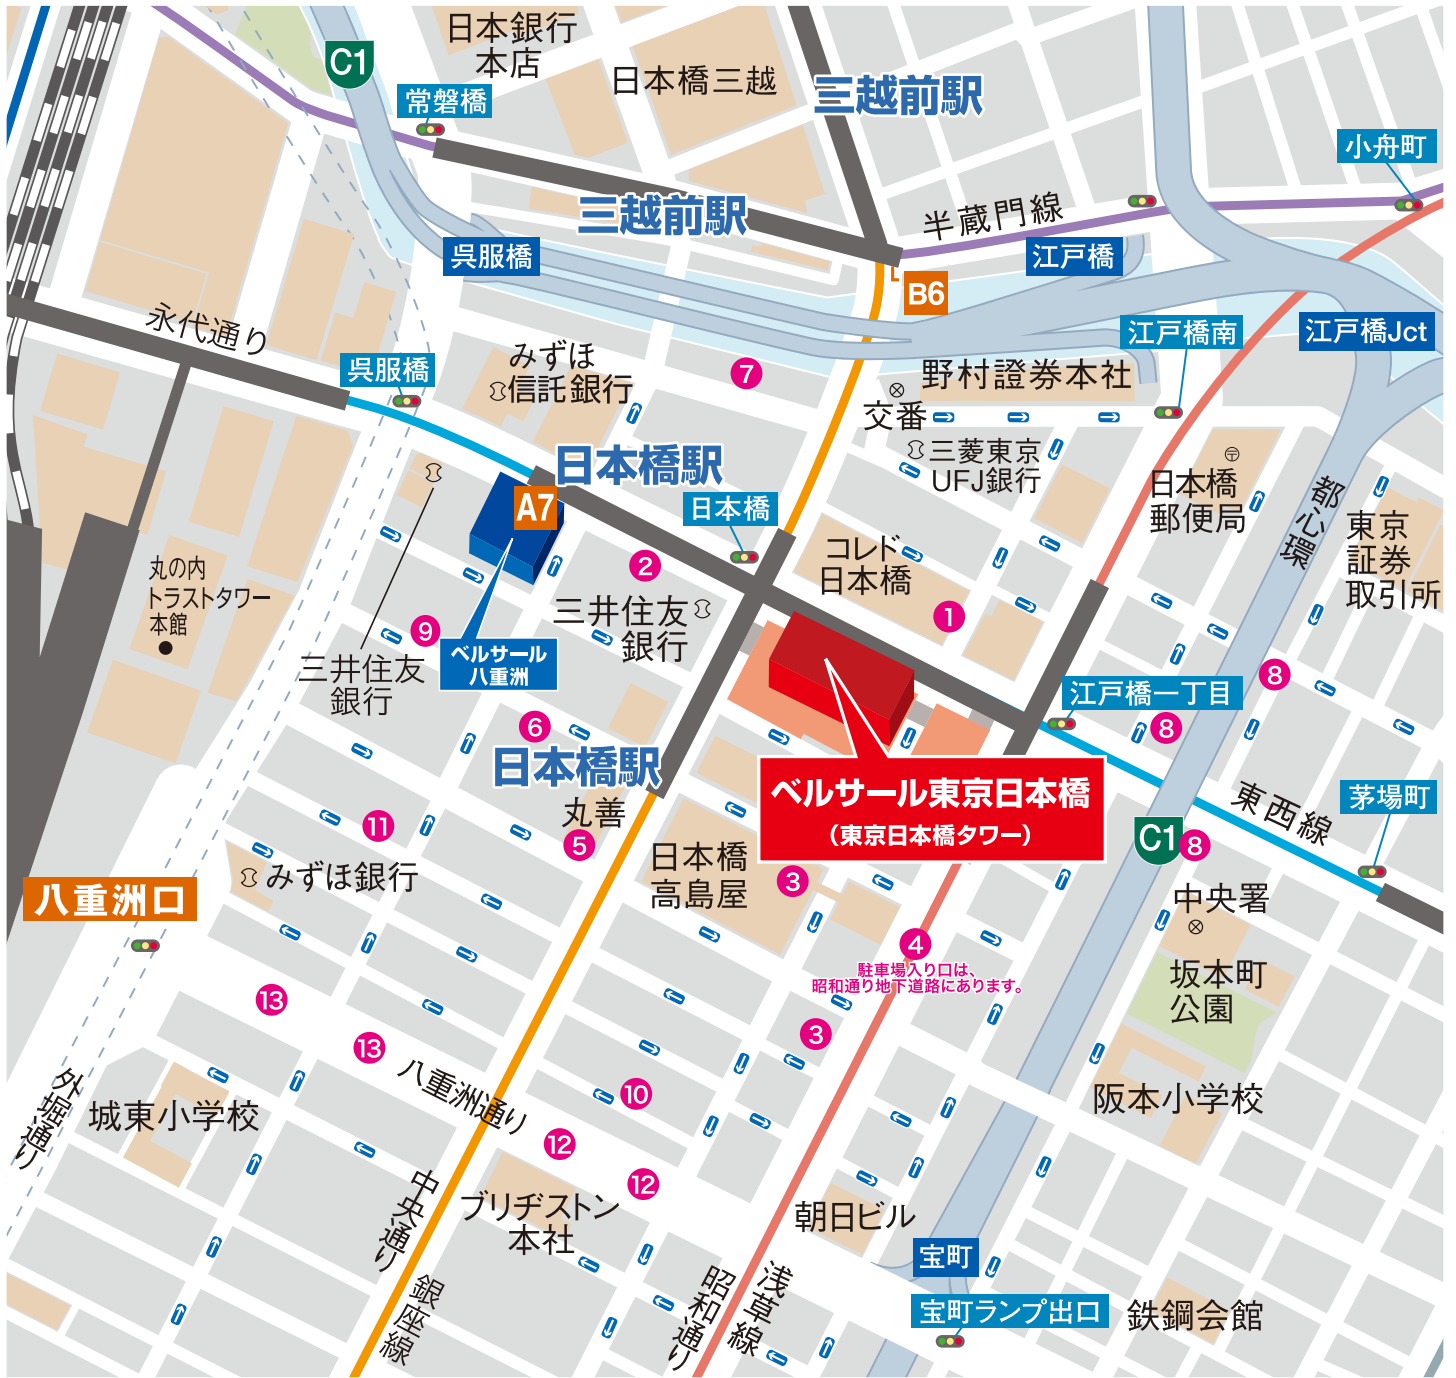 日本銀行
本店
C1
常磐橋
日本橋三越
三越前駅
小舟町
三越前駅
半蔵門線
呉服橋
江戸橋
B6
永代通り
呉服橋
みずほ
信託銀行
7
江戸橋南
江戸橋Jct
野村證券本社
交番
三菱東京
UFJ銀行
日本橋駅
A7
日本橋
日本橋
郵便局
都心環
東京
証券
取引所
コレド
日本橋
丸の内
トラストタワー
本館
2
三井住友
銀行
1
9
ベルサール
八重洲
三井住友
銀行
江戸橋一丁目
8
8
6
日本橋駅
丸善
5
ベルサール東京日本橋
（東京日本橋タワー）
東西線
茅場町
C1
8
11
みずほ銀行
日本橋
高島屋
3
八重洲口
中央署
4
駐車場入り口は、
昭和通り地下道路にあります。
坂本町
公園
13
13
3
八重洲通り
10
外堀通り
城東小学校
阪本小学校
12
12
中央通り
ブリヂストン
本社
朝日ビル
宝町
銀座線
昭和通り
浅草線
宝町ランプ出口
鉄鋼会館